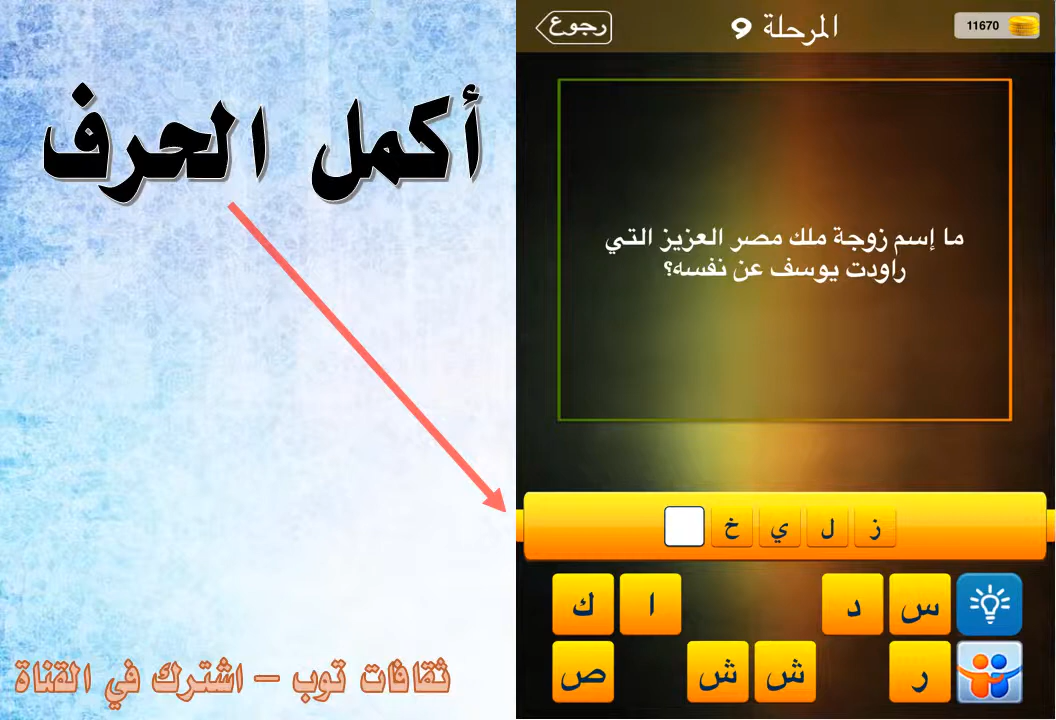 أكمل الحرف
ثقافات توب – اشترك في القناة
رجوع
المرحلة 9
11670
ما إسم زوجة ملك مصر العزيز التي
راودت يوسف عن نفسه؟
ز ل ي خ
س د ا ك
ر ش ش ص